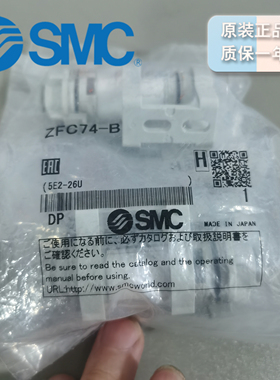 SMC
原装正品
质保一年
ZFC74-B
EAC
H
(5E2-26U
DP
SMC
1
MADE IN JAPAN
ご使用になる前に、必ずカタログおよび取扱説明書を
ご確認ください。
Be sure to read the catalog and the operating
manual before using.
URL http://www.smcworld.com